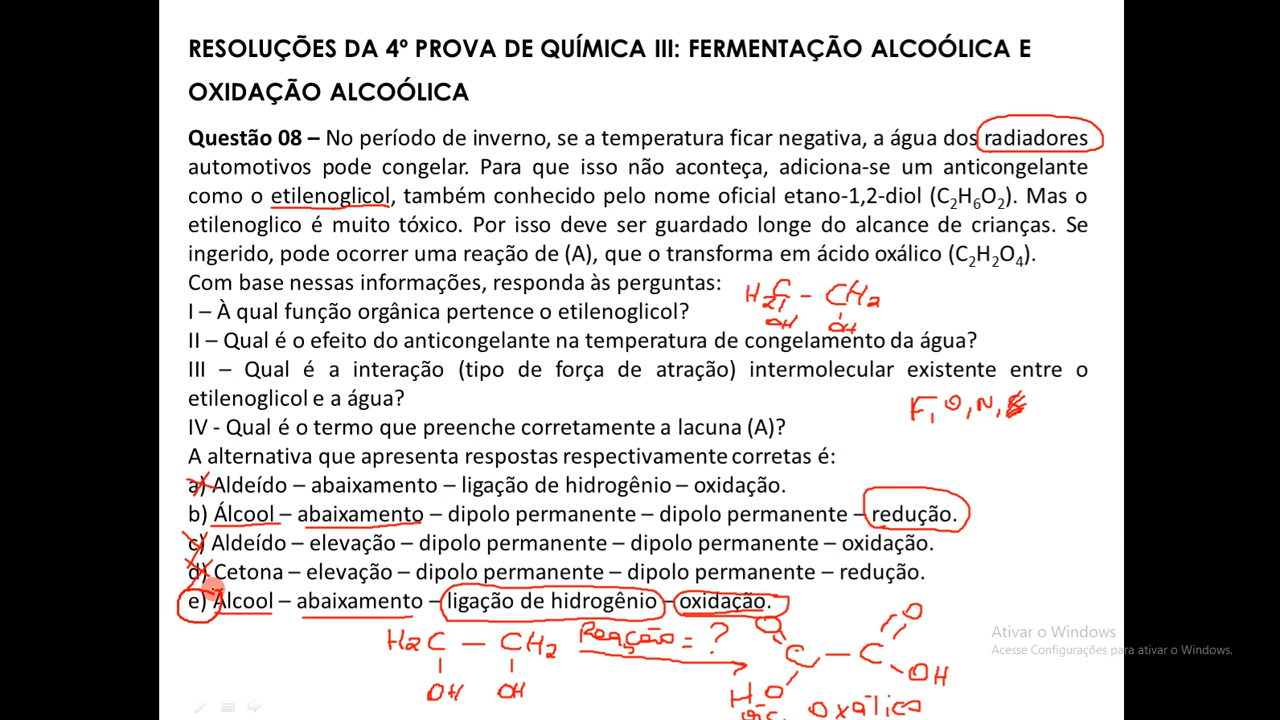 RESOLUÇÕES DA 4º PROVA DE QUÍMICA III: FERMENTAÇÃO ALCOÓLICA E
OXIDAÇÃO ALCOÓLICA
Questão 08 – No período de inverno, se a temperatura ficar negativa, a água dos radiadores
automotivos pode congelar. Para que isso não aconteça, adiciona-se um anticongelante
como o etilenoglicol, também conhecido pelo nome oficial etano-1,2-diol (C₂H₆O₂). Mas o
etilenoglico é muito tóxico. Por isso deve ser guardado longe do alcance de crianças. Se
ingerido, pode ocorrer uma reação de (A), que o transforma em ácido oxálico (C₂H₂O₄).
Com base nessas informações, responda às perguntas:
H₂C – CH₂
OH OH
I – À qual função orgânica pertence o etilenoglicol?
II – Qual é o efeito do anticongelante na temperatura de congelamento da água?
III – Qual é a interação (tipo de força de atração) intermolecular existente entre o
etilenoglicol e a água?
F, O, N,
IV - Qual é o termo que preenche corretamente a lacuna (A)?
A alternativa que apresenta respostas respectivamente corretas é:
a) Aldeído – abaixamento – ligação de hidrogênio – oxidação.
b) Álcool – abaixamento – dipolo permanente – dipolo permanente – redução.
c) Aldeído – elevação – dipolo permanente – dipolo permanente – oxidação.
d) Cetona – elevação – dipolo permanente – dipolo permanente – redução.
e) Álcool – abaixamento – ligação de hidrogênio – oxidação.
H₂C – CH₂ Reação = ? O C – C O
OH OH HO OH
oxálico
Ativar o Windows
Acesse Configurações para ativar o Windows.